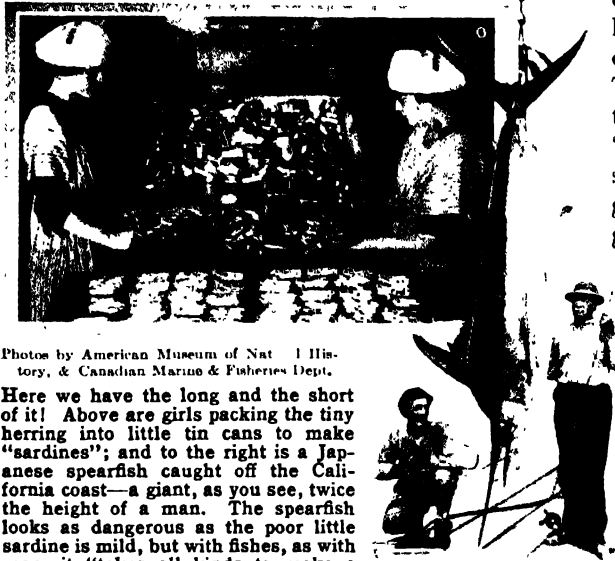 Photos by American Museum of Nat l His-
tory, & Canadian Marine & Fisheries Dept.
Here we have the long and the short
of it! Above are girls packing the tiny
herring into little tin cans to make
"sardines"; and to the right is a Jap-
anese spearfish caught off the Cali-
fornia coast—a giant, as you see, twice
the height of a man. The spearfish
looks as dangerous as the poor little
sardine is mild, but with fishes, as with